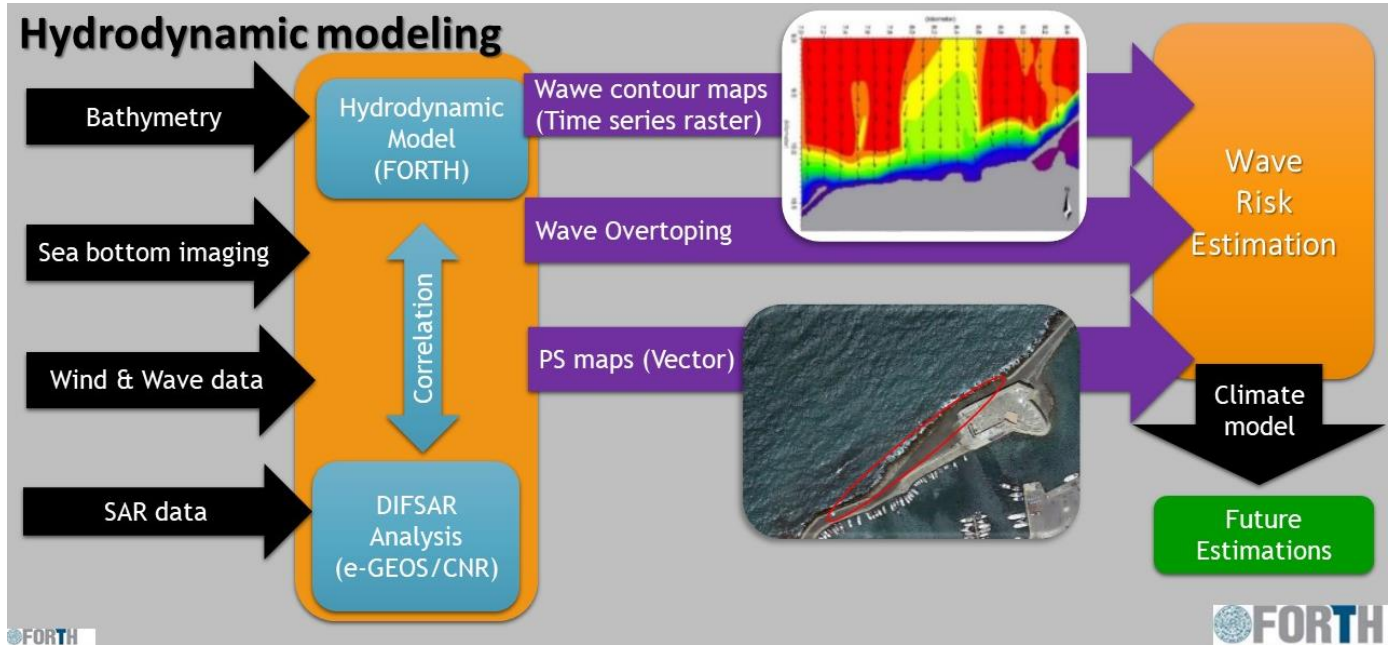 Hydrodynamic modeling
Bathymetry
Sea bottom imaging
Wind & Wave data
SAR data
Hydrodynamic
Model
(FORTH)
Correlation
DIFSAR
Analysis
(e-GEOS/CNR)
Wawe contour maps
(Time series raster)
Wave Overtoping
PS maps (Vector)
Wave
Risk
Estimation
Climate
model
Future
Estimations
FORTH
FORTH